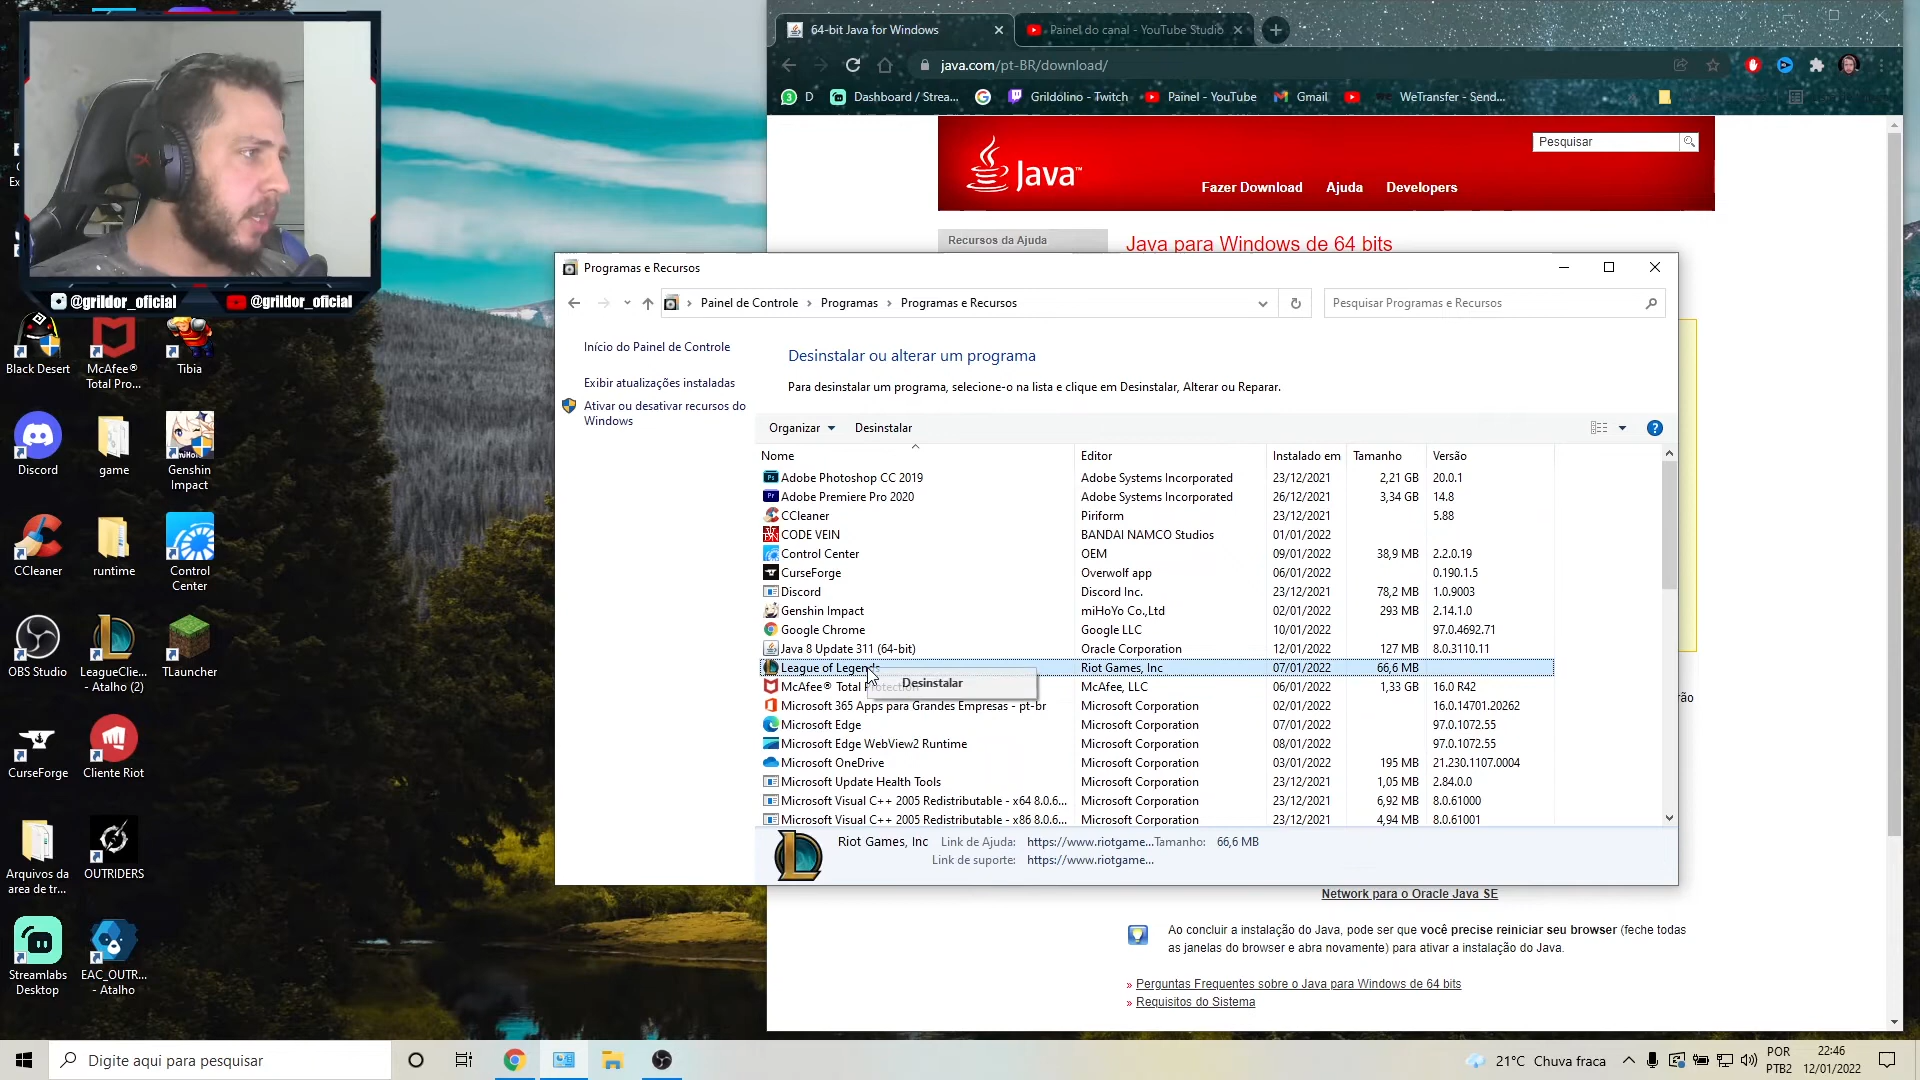 64-bit Java for Windows
Painel do canal - YouTube Studio
java.com/pt-BR/download/
D
Dashboard / Strea...
Grildolino - Twitch
Painel - YouTube
Gmail
WeTransfer - Send...
@grildor_oficial
@grildor_oficial
Java
Pesquisar
Fazer Download
Ajuda
Developers
Recursos da Ajuda
Java para Windows de 64 bits
Programas e Recursos
Painel de Controle
Programas
Programas e Recursos
Pesquisar Programas e Recursos
Início do Painel de Controle
Exibir atualizações instaladas
Ativar ou desativar recursos do
Windows
Desinstalar ou alterar um programa
Para desinstalar um programa, selecione-o na lista e clique em Desinstalar, Alterar ou Reparar.
Organizar
Desinstalar
Nome Editor Instalado em Tamanho Versão
Adobe Photoshop CC 2019 Adobe Systems Incorporated 23/12/2021 2,21 GB 20.0.1
Adobe Premiere Pro 2020 Adobe Systems Incorporated 26/12/2021 3,34 GB 14.8
CCleaner Piriform 23/12/2021 5.88
CODE VEIN BANDAI NAMCO Studios 01/01/2022
Control Center OEM 09/01/2022 38,9 MB 2.2.0.19
CurseForge Overwolf app 06/01/2022 0.190.1.5
Discord Discord Inc. 23/12/2021 78,2 MB 1.0.9003
Genshin Impact miHoYo Co.,Ltd 02/01/2022 293 MB 2.14.1.0
Google Chrome Google LLC 10/01/2022 97.0.4692.71
Java 8 Update 311 (64-bit) Oracle Corporation 12/01/2022 127 MB 8.0.3110.11
League of Legends Riot Games, Inc 07/01/2022 66,6 MB
Desinstalar
McAfee® Total Protection McAfee, LLC 06/01/2022 1,33 GB 16.0 R42
Microsoft 365 Apps para Grandes Empresas - pt-br Microsoft Corporation 02/01/2022 16.0.14701.20262
Microsoft Edge Microsoft Corporation 07/01/2022 97.0.1072.55
Microsoft Edge WebView2 Runtime Microsoft Corporation 08/01/2022 97.0.1072.55
Microsoft OneDrive Microsoft Corporation 03/01/2022 195 MB 21.230.1107.0004
Microsoft Update Health Tools Microsoft Corporation 23/12/2021 1,05 MB 2.84.0.0
Microsoft Visual C++ 2005 Redistributable - x64 8.0.6... Microsoft Corporation 23/12/2021 6,92 MB 8.0.61000
Microsoft Visual C++ 2005 Redistributable - x86 8.0.6... Microsoft Corporation 23/12/2021 4,94 MB 8.0.61001
Riot Games, Inc Link de Ajuda: https://www.riotgame... Tamanho: 66,6 MB
Link de suporte: https://www.riotgame...
Network para o Oracle Java SE
Ao concluir a instalação do Java, pode ser que você precise reiniciar seu browser (feche todas
as janelas do browser e abra novamente) para ativar a instalação do Java.
» Perguntas Frequentes sobre o Java para Windows de 64 bits
» Requisitos do Sistema
Black Desert
McAfee®
Total Pro...
Tibia
Discord
game
Genshin
Impact
CCleaner
runtime
Control
Center
OBS Studio
LeagueClie...
- Atalho (2)
TLauncher
CurseForge
Cliente Riot
Arquivos da
area de tr...
OUTRIDERS
Streamlabs
Desktop
EAC_OUTR...
- Atalho
Digite aqui para pesquisar
21°C Chuva fraca
POR
PTB2
22:46
12/01/2022